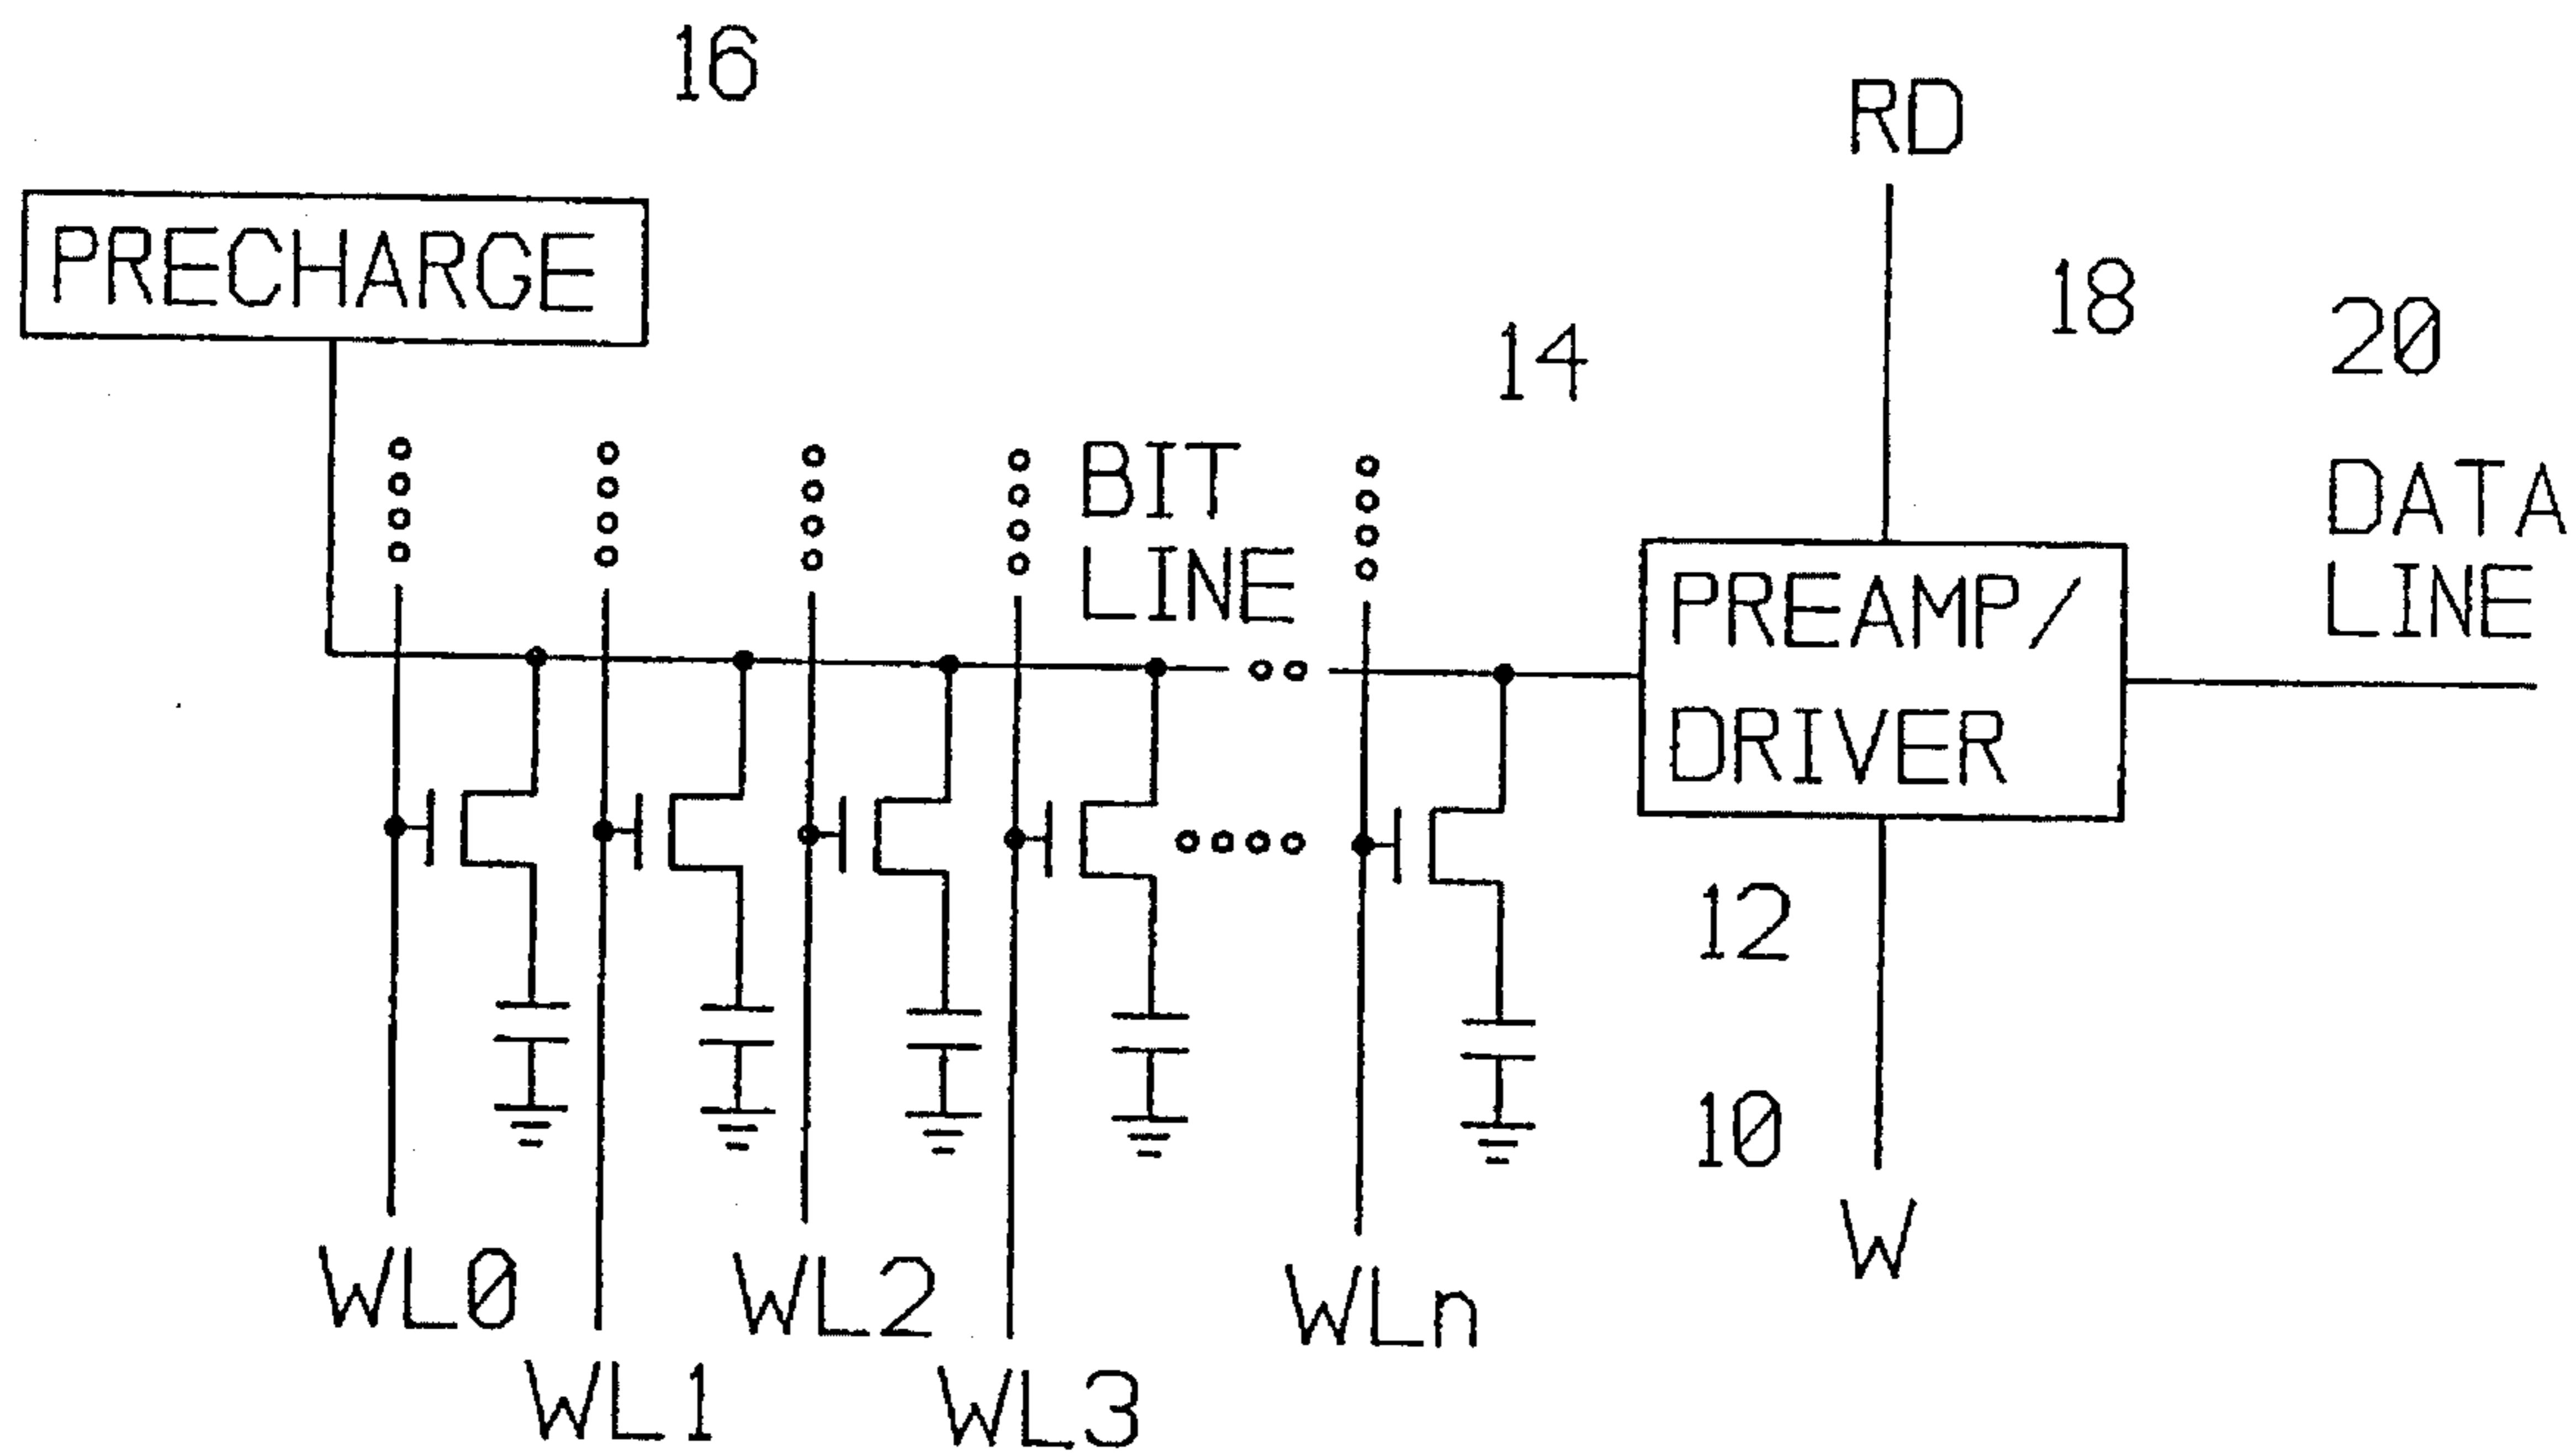 16
RD
PRECHARGE
18
14
20
BIT
LINE
DATA
LINE
PREAMP/
DRIVER
12
10
W
WL0
WL2
WLn
WL1
WL3